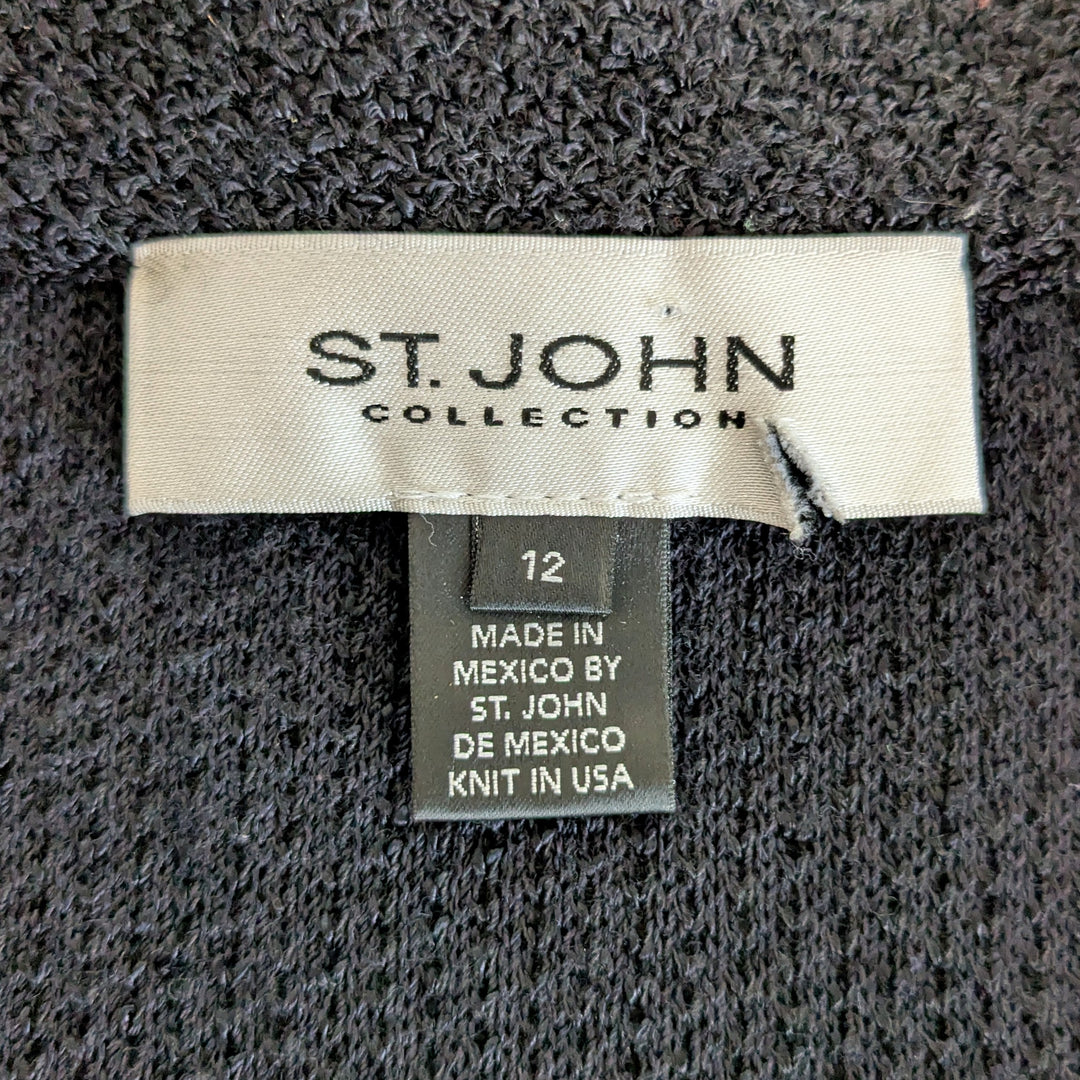 ST. JOHN
COLLECTION
12
MADE IN
MEXICO BY
ST. JOHN
DE MEXICO
KNIT IN USA